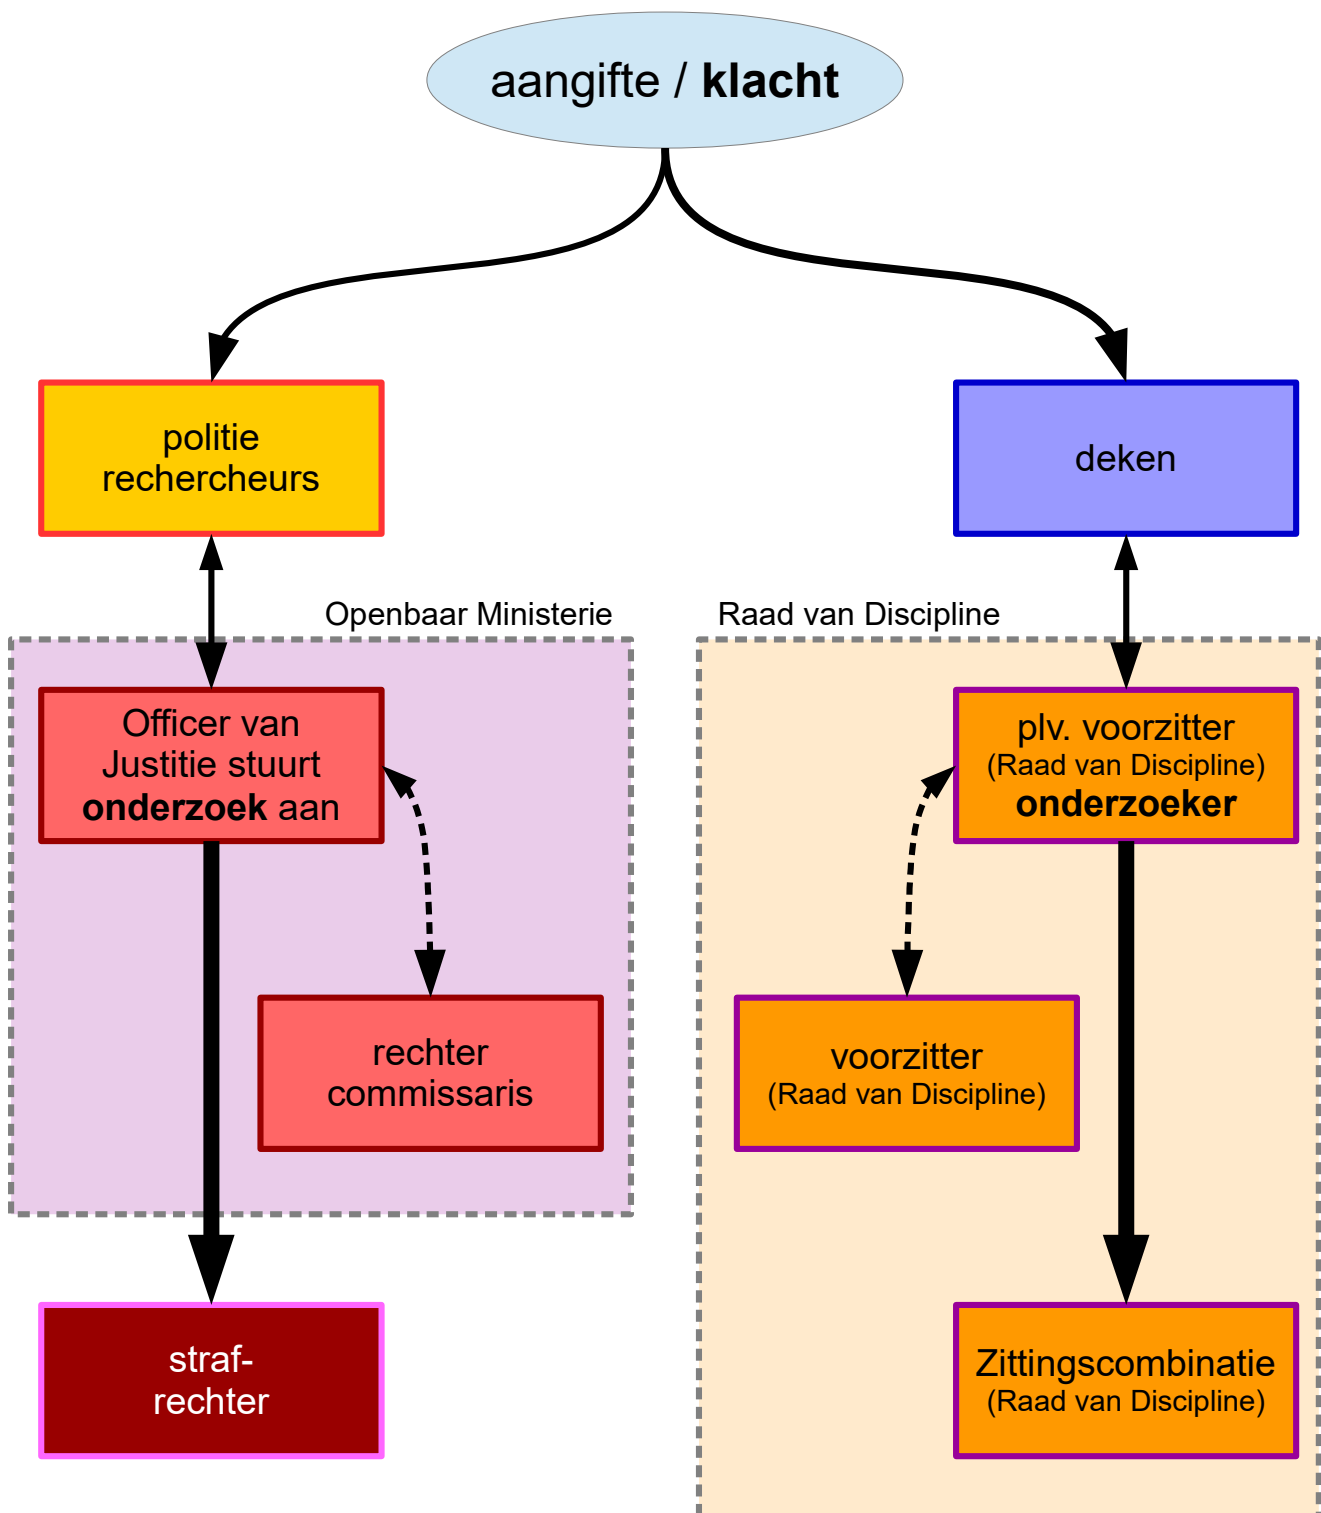 aangifte / klacht
politie
rechercheurs
deken
Openbaar Ministerie
Raad van Discipline
Officer van
Justitie stuurt
onderzoek aan
plv. voorzitter
(Raad van Discipline)
onderzoeker
rechter
commissaris
voorzitter
(Raad van Discipline)
straf-
rechter
Zittingscombinatie
(Raad van Discipline)